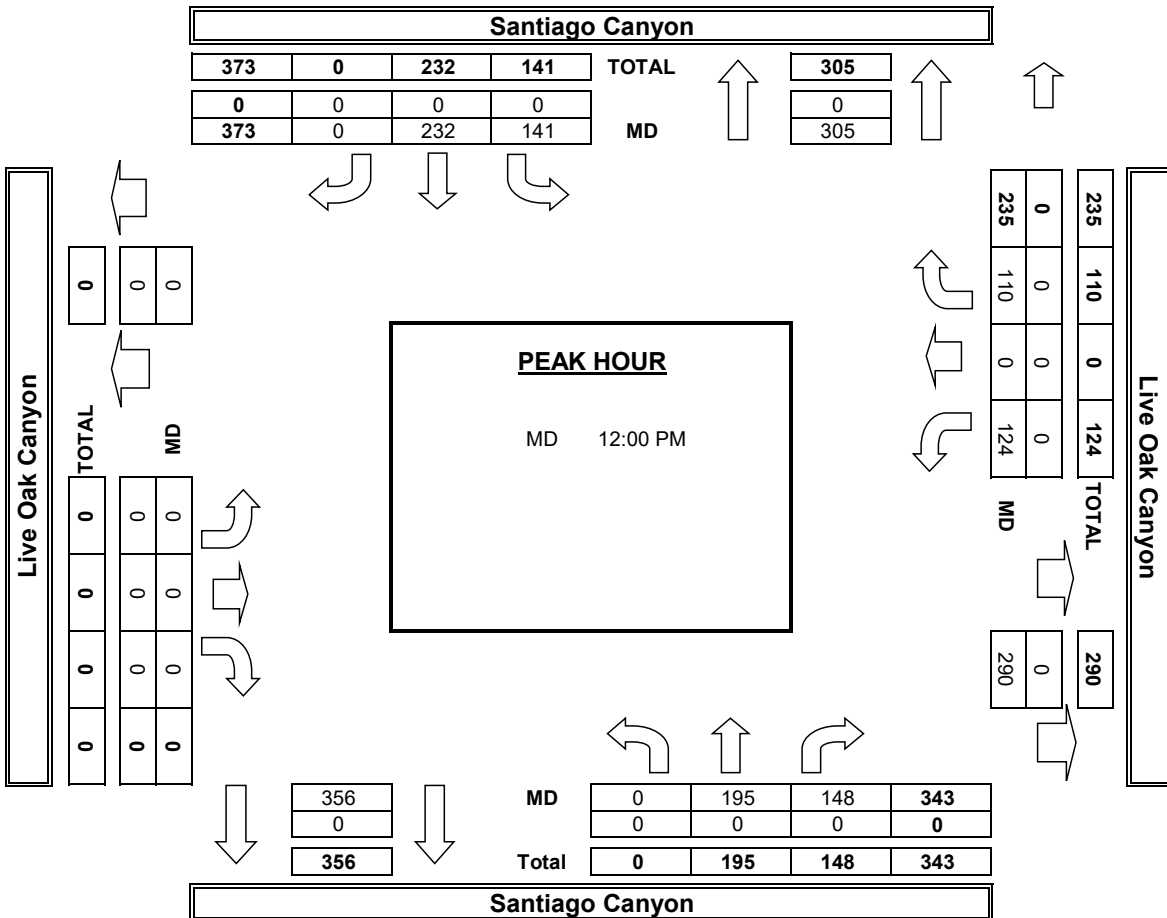 Santiago Canyon
373 0 232 141 TOTAL 305
0 0 0 0 0
373 0 232 141 MD 305
Live Oak Canyon
0 0 0
TOTAL MD
0 0 0
0 0 0
0 0 0
0 0 0
PEAK HOUR
MD 12:00 PM
235 0 235
110 0 110
0 0 0
124 0 124
MD TOTAL
290 0 290
Live Oak Canyon
356 MD 0 195 148 343
0 0 0 0 0
356 Total 0 195 148 343
Santiago Canyon